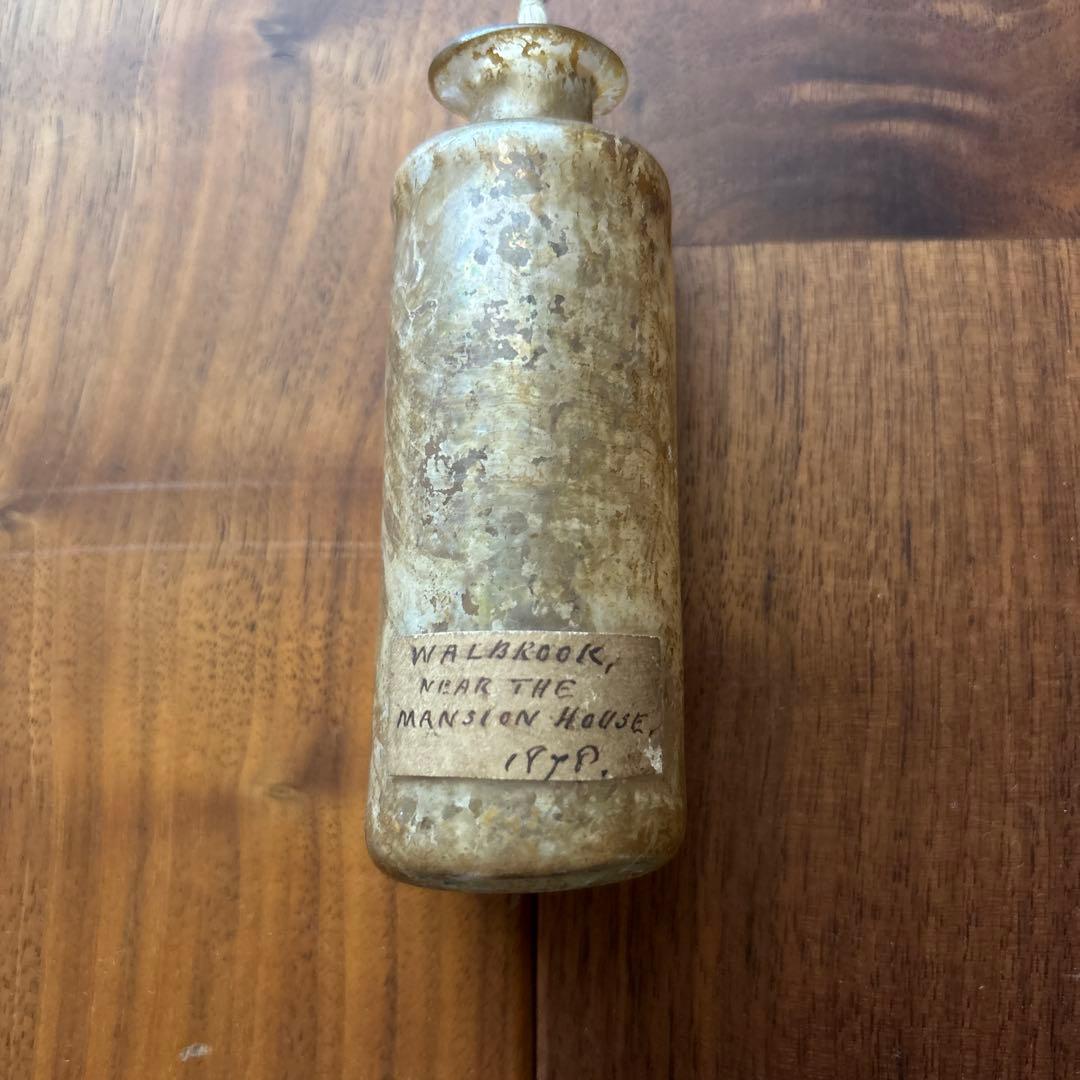 WALBROOK,
NEAR THE
MANSION HOUSE,
1878.